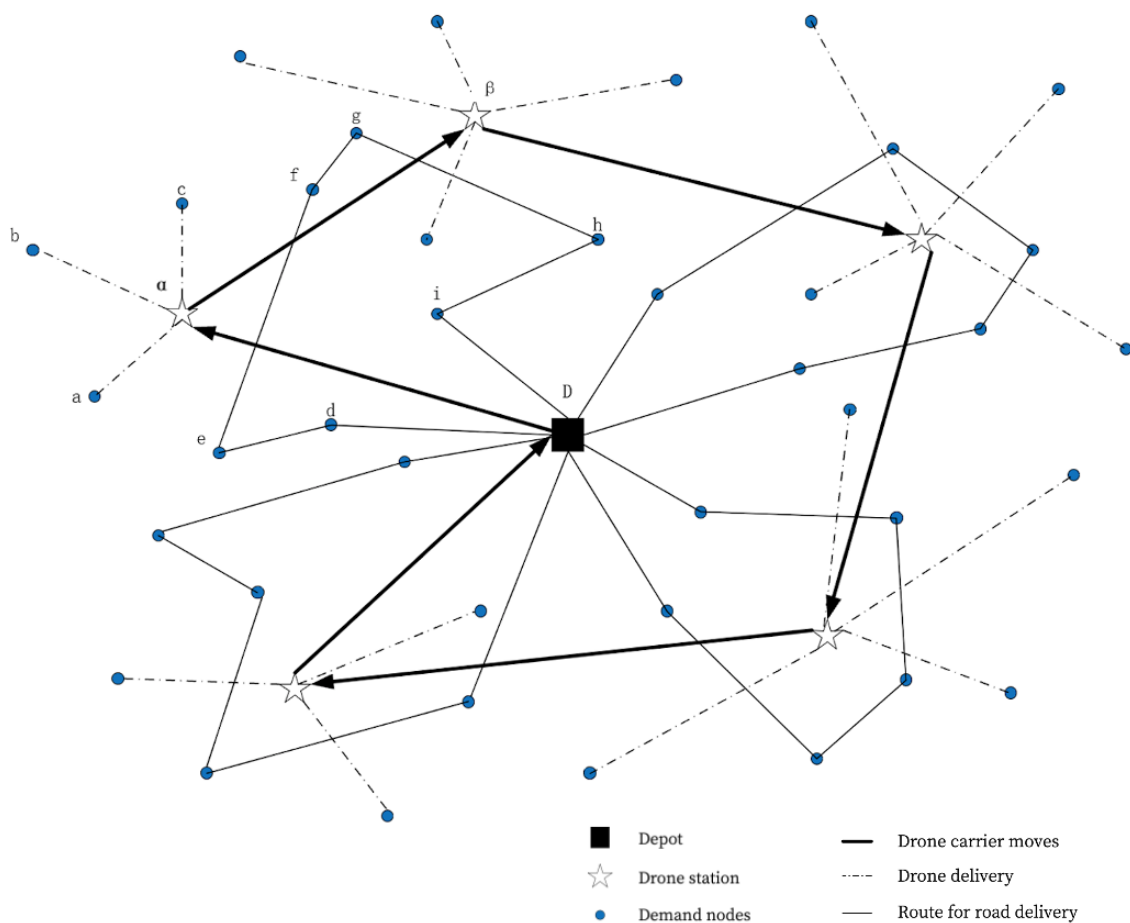 β
g
f
c
h
b
α
i
a
D
d
e
Depot
Drone station
Demand nodes
Drone carrier moves
Drone delivery
Route for road delivery